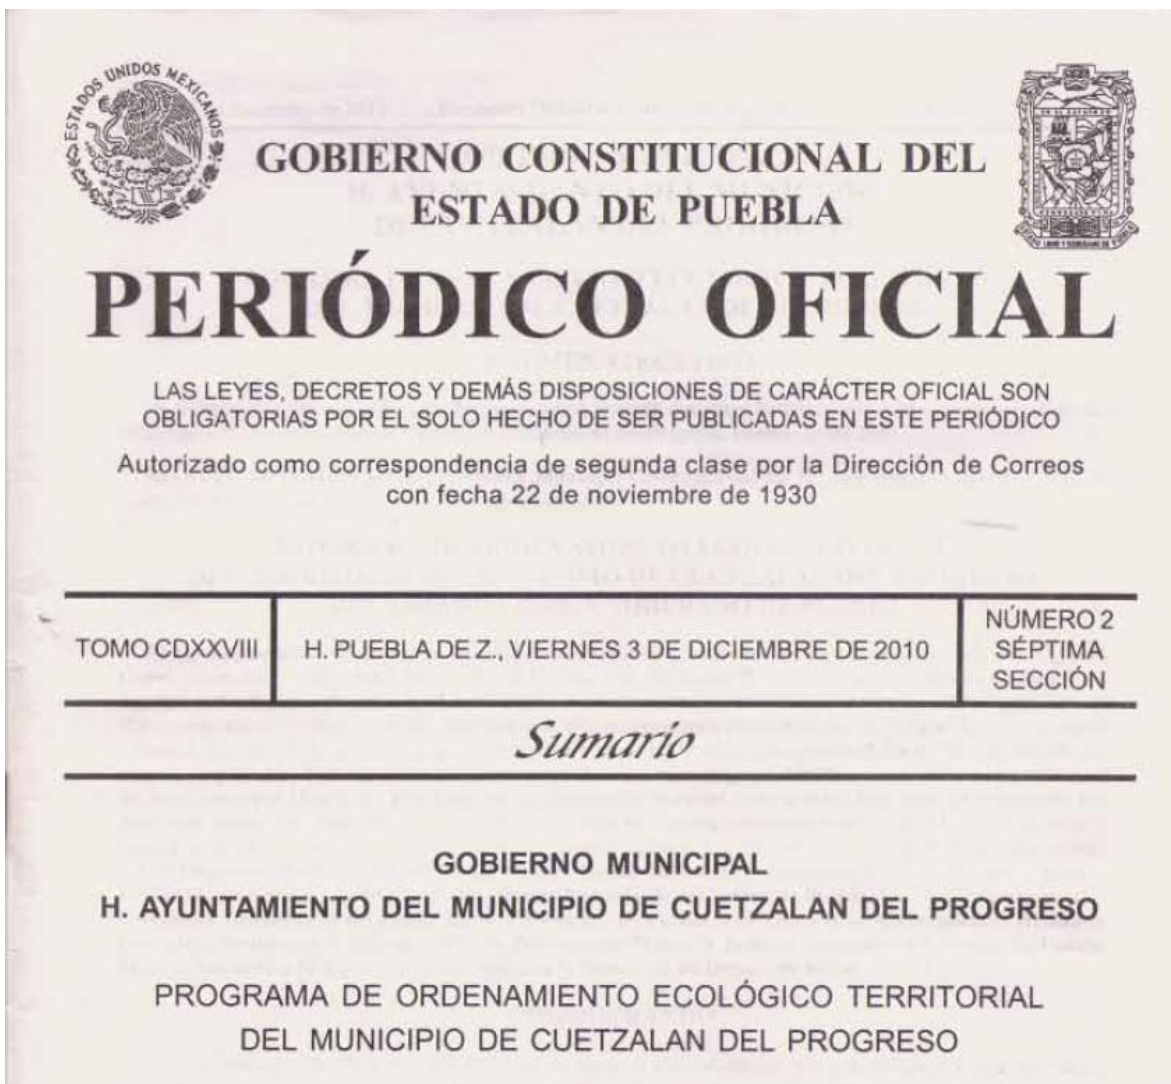 ESTADOS UNIDOS MEXICANOS
GOBIERNO CONSTITUCIONAL DEL
ESTADO DE PUEBLA
PERIÓDICO OFICIAL
LAS LEYES, DECRETOS Y DEMÁS DISPOSICIONES DE CARÁCTER OFICIAL SON
OBLIGATORIAS POR EL SOLO HECHO DE SER PUBLICADAS EN ESTE PERIÓDICO
Autorizado como correspondencia de segunda clase por la Dirección de Correos
con fecha 22 de noviembre de 1930
TOMO CDXXVIII
H. PUEBLA DE Z., VIERNES 3 DE DICIEMBRE DE 2010
NÚMERO 2
SÉPTIMA
SECCIÓN
Sumario
GOBIERNO MUNICIPAL
H. AYUNTAMIENTO DEL MUNICIPIO DE CUETZALAN DEL PROGRESO
PROGRAMA DE ORDENAMIENTO ECOLÓGICO TERRITORIAL
DEL MUNICIPIO DE CUETZALAN DEL PROGRESO